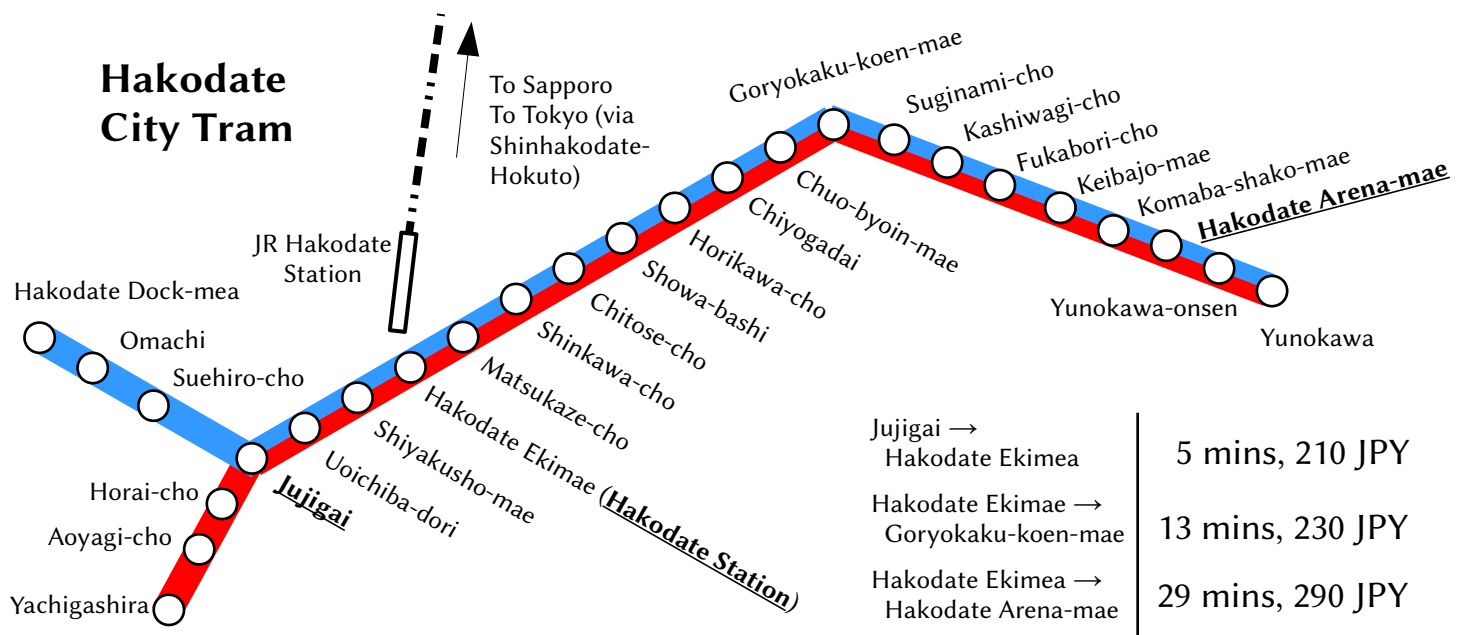 Hakodate
City Tram
To Sapporo
To Tokyo (via
Shinhakodate-
Hokuto)
JR Hakodate
Station
Hakodate Dock-mea
Omachi
Suehiro-cho
Horai-cho
Aoyagi-cho
Yachigashira
Jujigai
Uoichiba-dori
Shiyakusho-mae
Hakodate Ekimae (Hakodate Station)
Matsukaze-cho
Shinkawa-cho
Chitose-cho
Showa-bashi
Horikawa-cho
Chiyogadai
Chuo-byoin-mae
Goryokaku-koen-mae
Suginami-cho
Kashiwagi-cho
Fukabori-cho
Keibajo-mae
Komaba-shako-mae
Hakodate Arena-mae
Yunokawa-onsen
Yunokawa
Jujigai →
Hakodate Ekimea
5 mins, 210 JPY
Hakodate Ekimae →
Goryokaku-koen-mae
13 mins, 230 JPY
Hakodate Ekimea →
Hakodate Arena-mae
29 mins, 290 JPY